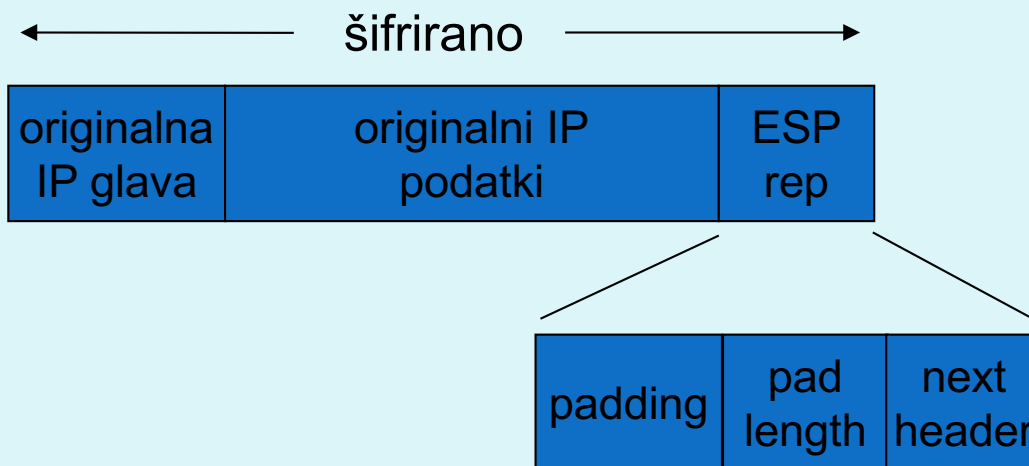 šifrirano
originalna
IP glava
originalni IP
podatki
ESP
rep
padding
pad
length
next
header